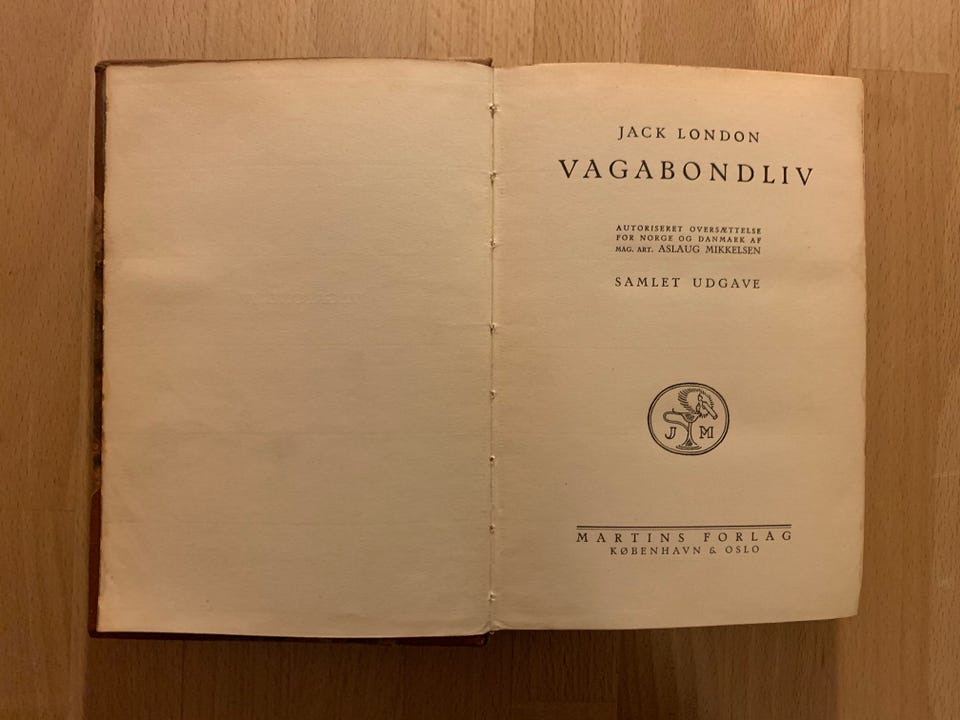 JACK LONDON
VAGABONDLIV
AUTORISERET OVERSÆTTELSE
FOR NORGE OG DANMARK AF
MAG. ART. ASLAUG MIKKELSEN
SAMLET UDGAVE
J M
MARTINS FORLAG
KØBENHAVN & OSLO